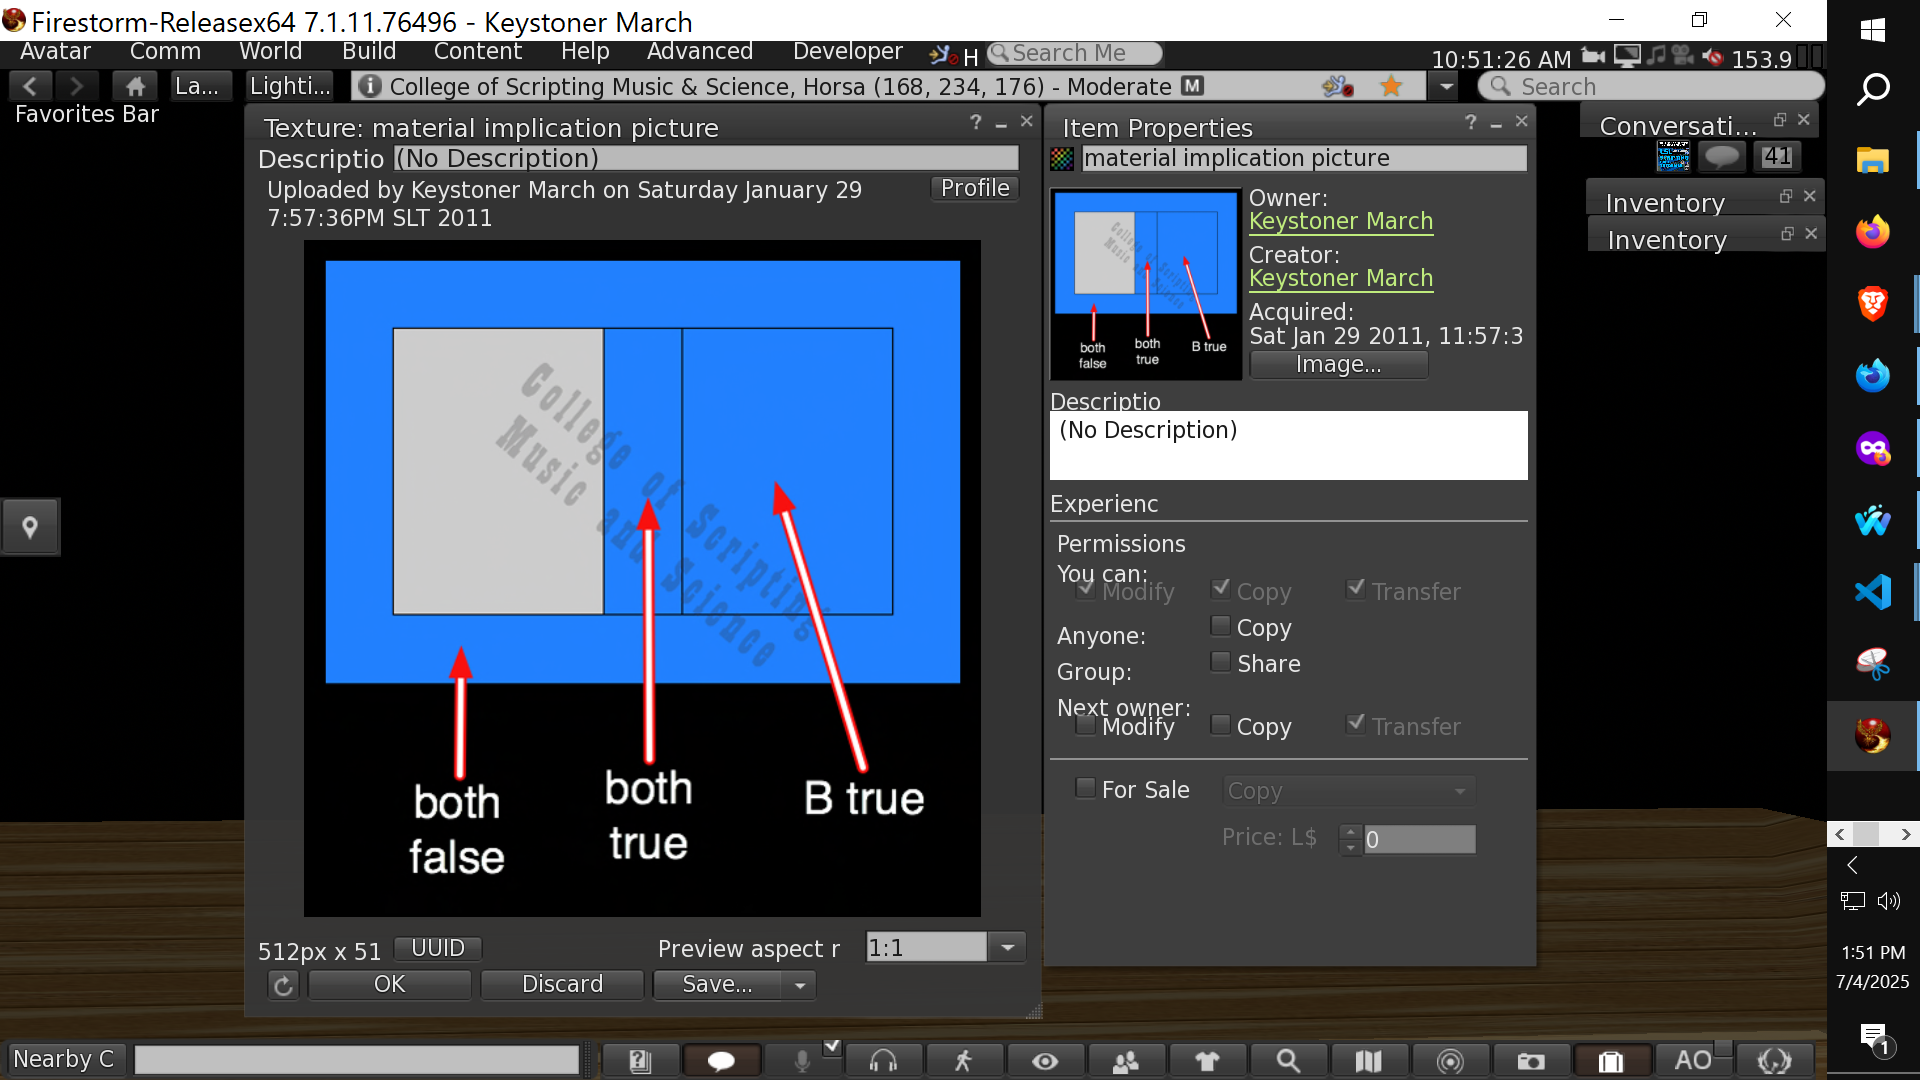 Firestorm-Releasex64 7.1.11.76496 - Keystoner March
Avatar Comm World Build Content Help Advanced Developer H Search Me 10:51:26 AM 153.9
La... Lighti... College of Scripting Music & Science, Horsa (168, 234, 176) - Moderate M Search
Favorites Bar
Texture: material implication picture
Descriptio (No Description)
Uploaded by Keystoner March on Saturday January 29
7:57:36PM SLT 2011
Profile
College of Scripting
Music and Science
both
false
both
true
B true
512px x 51 UUID Preview aspect r 1:1
OK Discard Save...
Item Properties
material implication picture
College of Scripting
Music and Science
both
false
both
true
B true
Owner:
Keystoner March
Creator:
Keystoner March
Acquired:
Sat Jan 29 2011, 11:57:3
Image...
Descriptio
(No Description)
Experienc
Permissions
You can:
Modify Copy Transfer
Anyone: Copy
Group: Share
Next owner:
Modify Copy Transfer
For Sale Copy
Price: L$ 0
Conversati...
41
Inventory
Inventory
Nearby C
AO
1:51 PM
7/4/2025
1